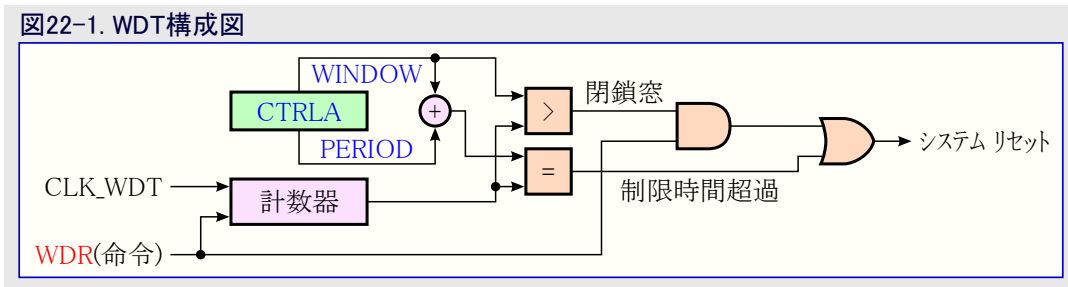 図22-1. WDT構成図
WINDOW
CTRLA
+
PERIOD
>
閉鎖窓
=
制限時間超過
システム リセット
CLK_WDT
計数器
WDR(命令)